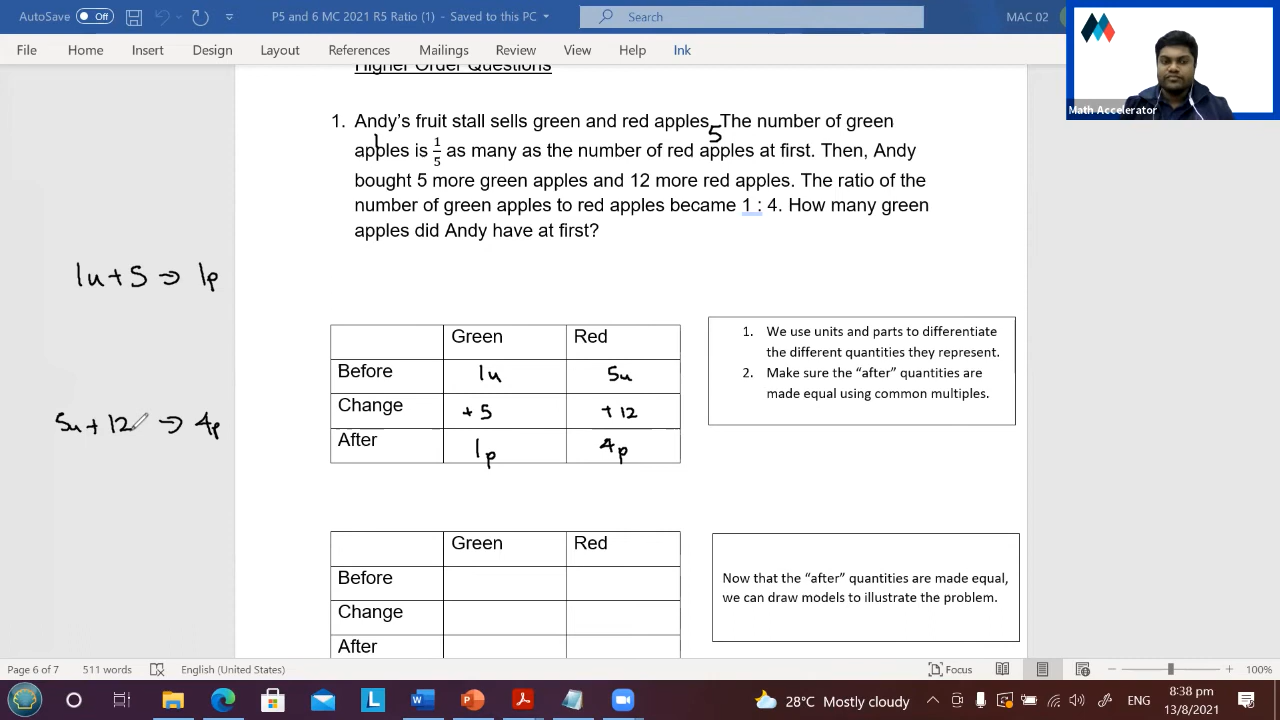 AutoSave Off P5 and 6 MC 2021 R5 Ratio (1) - Saved to this PC Search MAC 02
File Home Insert Design Layout References Mailings Review View Help Ink
Math Accelerator
Higher Order Questions
1. Andy's fruit stall sells green and red apples. The number of green
apples is 1/5 as many as the number of red apples at first. Then, Andy
bought 5 more green apples and 12 more red apples. The ratio of the
number of green apples to red apples became 1 : 4. How many green
apples did Andy have at first?
1
5
1u + 5 ⇒ 1p
5u + 12 ⇒ 4p
Green Red
Before 1u 5u
Change + 5 + 12
After 1p 4p
1. We use units and parts to differentiate
the different quantities they represent.
2. Make sure the "after" quantities are
made equal using common multiples.
Green Red
Before
Change
After
Now that the "after" quantities are made equal,
we can draw models to illustrate the problem.
Page 6 of 7 511 words English (United States) Focus 100%
28°C Mostly cloudy ENG 8:38 pm
13/8/2021